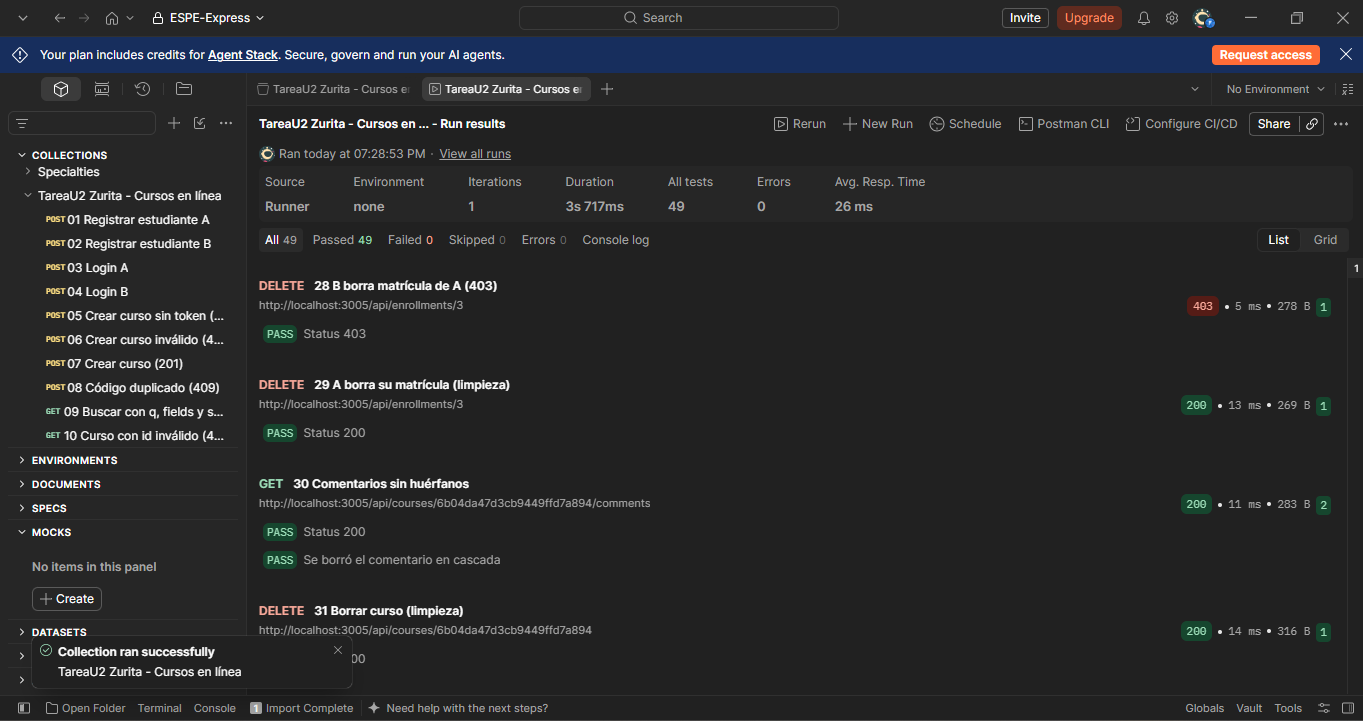 ESPE-Express
Search
Invite
Upgrade
Your plan includes credits for Agent Stack. Secure, govern and run your AI agents.
Request access
TareaU2 Zurita - Cursos en
TareaU2 Zurita - Cursos en
No Environment
TareaU2 Zurita - Cursos en ... - Run results
Rerun
New Run
Schedule
Postman CLI
Configure CI/CD
Share
Ran today at 07:28:53 PM · View all runs
Source Environment Iterations Duration All tests Errors Avg. Resp. Time
Runner none 1 3s 717ms 49 0 26 ms
All 49 Passed 49 Failed 0 Skipped 0 Errors 0 Console log
List Grid
1
COLLECTIONS
Specialties
TareaU2 Zurita - Cursos en línea
POST 01 Registrar estudiante A
POST 02 Registrar estudiante B
POST 03 Login A
POST 04 Login B
POST 05 Crear curso sin token (...
POST 06 Crear curso inválido (4...
POST 07 Crear curso (201)
POST 08 Código duplicado (409)
GET 09 Buscar con q, fields y s...
GET 10 Curso con id inválido (4...
ENVIRONMENTS
DOCUMENTS
SPECS
MOCKS
No items in this panel
Create
DATASETS
DELETE 28 B borra matrícula de A (403)
http://localhost:3005/api/enrollments/3
403 • 5 ms • 278 B 1
PASS Status 403
DELETE 29 A borra su matrícula (limpieza)
http://localhost:3005/api/enrollments/3
200 • 13 ms • 269 B 1
PASS Status 200
GET 30 Comentarios sin huérfanos
http://localhost:3005/api/courses/6b04da47d3cb9449ffd7a894/comments
200 • 11 ms • 283 B 2
PASS Status 200
PASS Se borró el comentario en cascada
DELETE 31 Borrar curso (limpieza)
http://localhost:3005/api/courses/6b04da47d3cb9449ffd7a894
200 • 14 ms • 316 B 1
00
Collection ran successfully
TareaU2 Zurita - Cursos en línea
Open Folder Terminal Console 1 Import Complete Need help with the next steps?
Globals Vault Tools